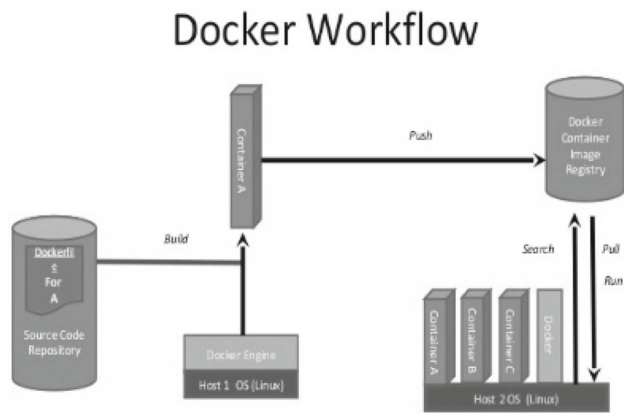 Docker Workflow
Container A
Push
Docker
Container
Image
Registry
Build
Dockerfil
e
For
A
Source Code
Repository
Docker Engine
Host 1 OS (Linux)
Search
Pull
Run
Container A
Container B
Container C
Docker
Host 2 OS (Linux)